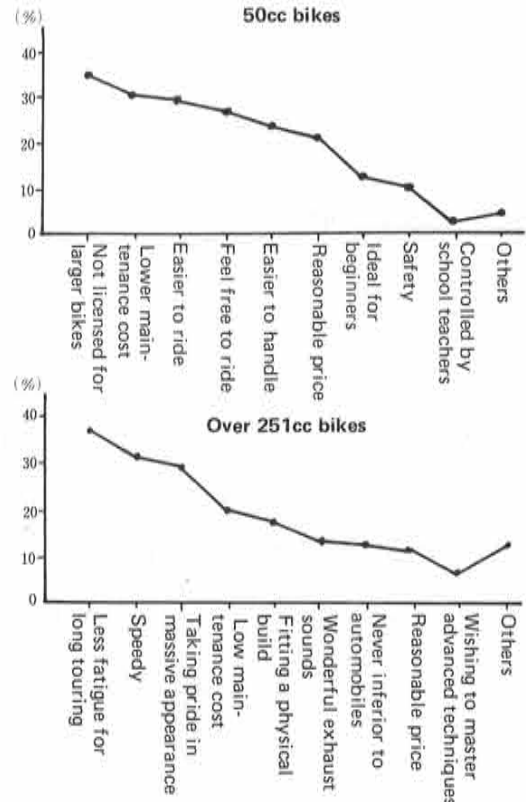 (%)
50cc bikes
40
30
20
10
0
Not licensed for
larger bikes
Lower main-
tenance cost
Easier to ride
Feel free to ride
Easier to handle
Reasonable price
Ideal for
beginners
Safety
Controlled by
school teachers
Others
(%)
Over 251cc bikes
40
30
20
10
0
Less fatigue for
long touring
Speedy
Taking pride in
massive appearance
Low main-
tenance cost
Fitting a physical
build
Wonderful exhaust
sounds
Never inferior to
automobiles
Reasonable price
Wishing to master
advanced techniques
Others